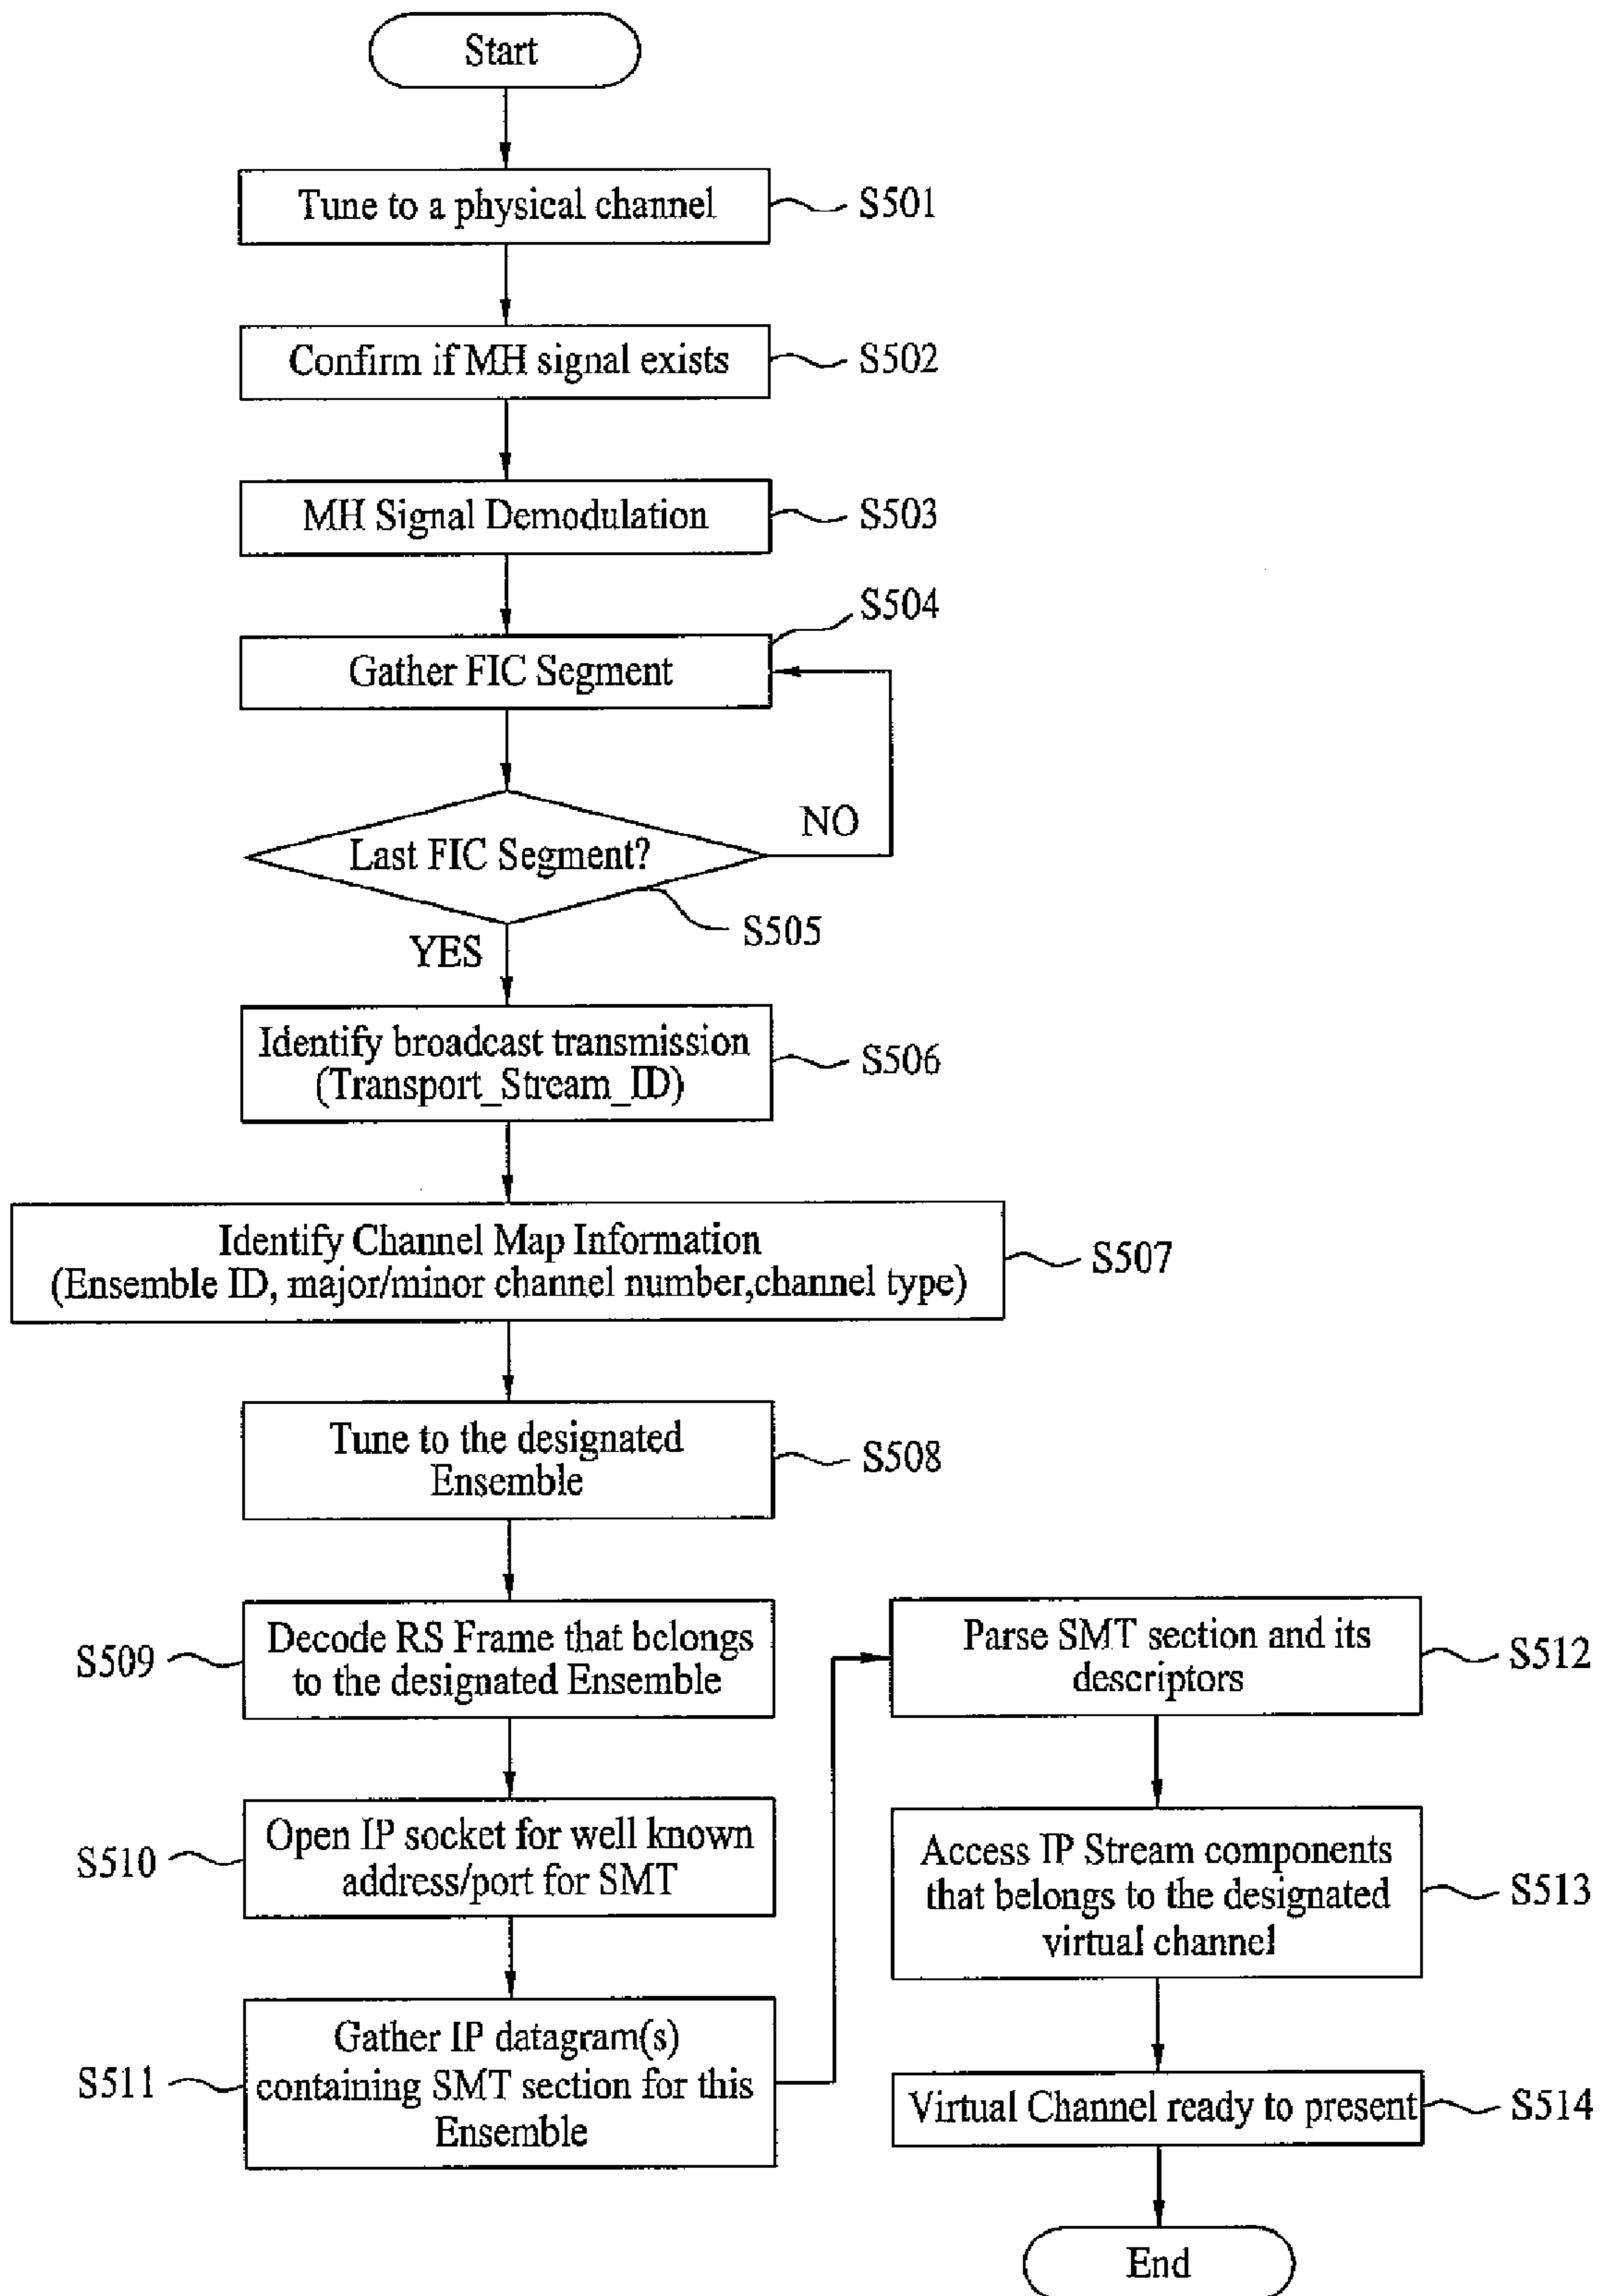 Start
Tune to a physical channel
S501
Confirm if MH signal exists
S502
MH Signal Demodulation
S503
S504
Gather FIC Segment
NO
Last FIC Segment?
S505
YES
Identify broadcast transmission
(Transport_Stream_ID)
S506
Identify Channel Map Information
(Ensemble ID, major/minor channel number,channel type)
S507
Tune to the designated
Ensemble
S508
S509
Decode RS Frame that belongs
to the designated Ensemble
S510
Open IP socket for well known
address/port for SMT
S511
Gather IP datagram(s)
containing SMT section for this
Ensemble
Parse SMT section and its
descriptors
S512
Access IP Stream components
that belongs to the designated
virtual channel
S513
Virtual Channel ready to present
S514
End